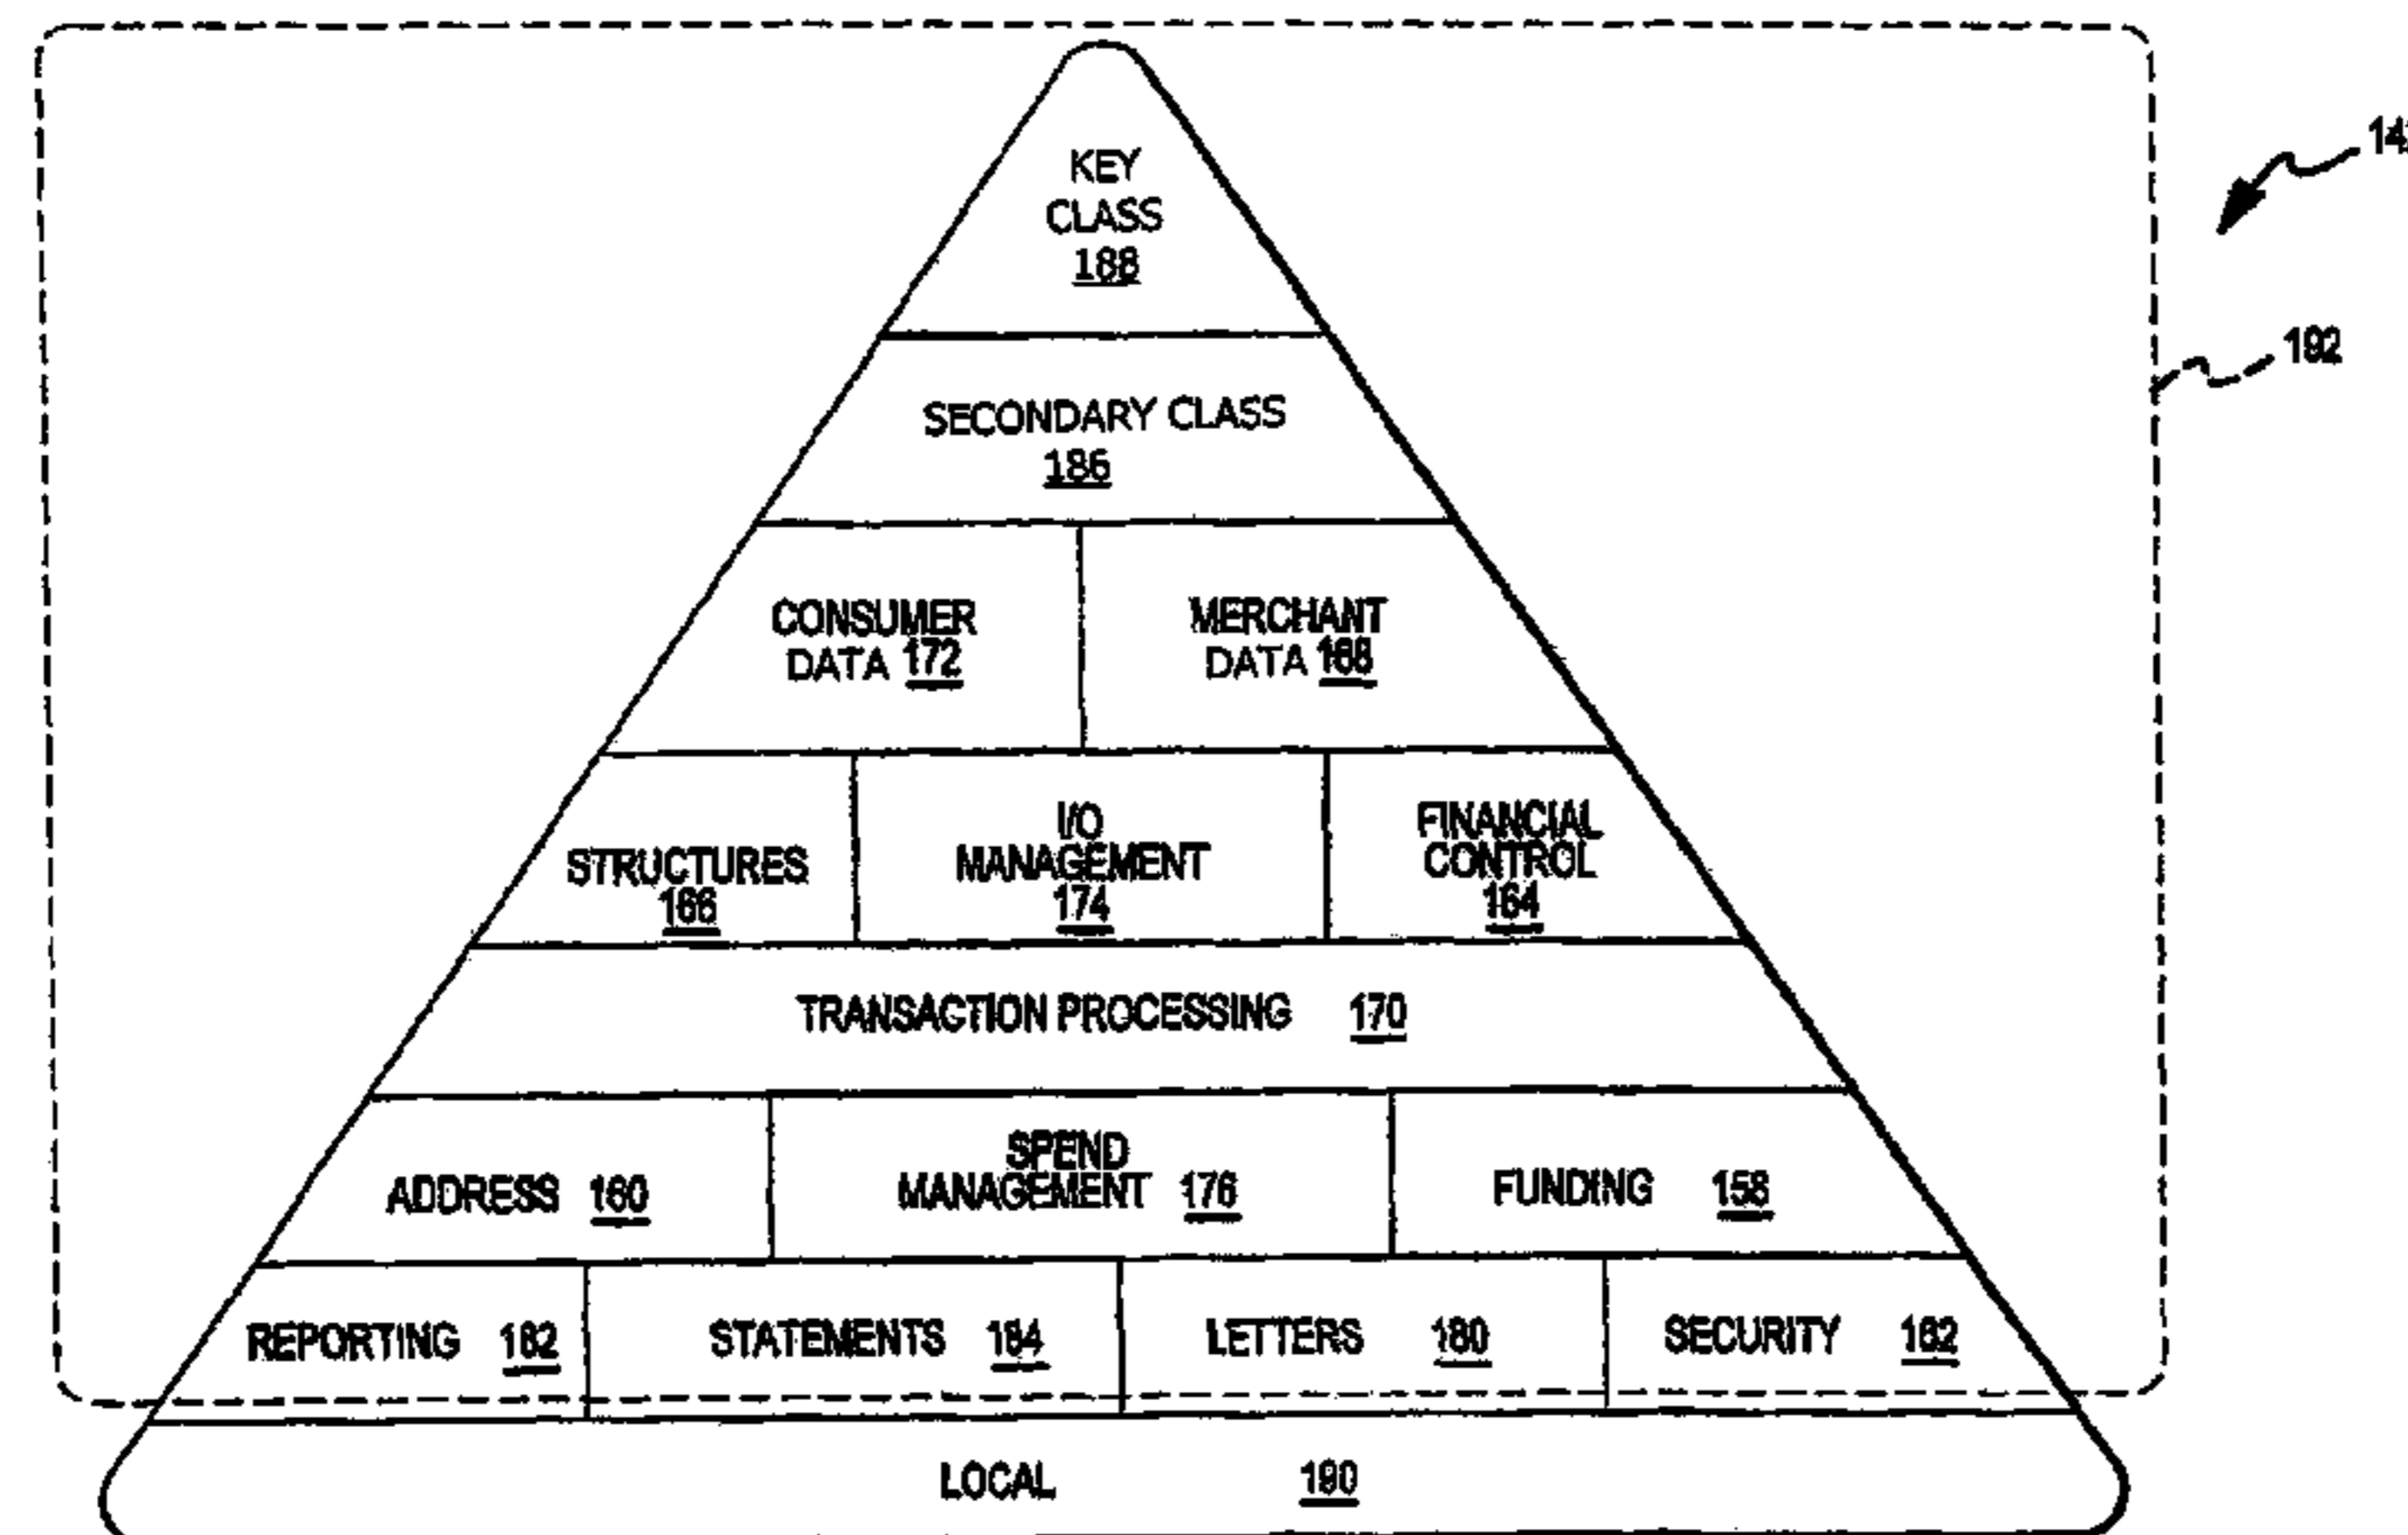 KEY
CLASS
188
SECONDARY CLASS
186
CONSUMER
DATA 172
MERCHANT
DATA 168
STRUCTURES
166
I/O
MANAGEMENT
174
FINANCIAL
CONTROL
164
TRANSACTION PROCESSING 170
ADDRESS 160
SPEND
MANAGEMENT 176
FUNDING 158
REPORTING
STATEMENTS 184
LETTERS 180
SECURITY 162
LOCAL
192